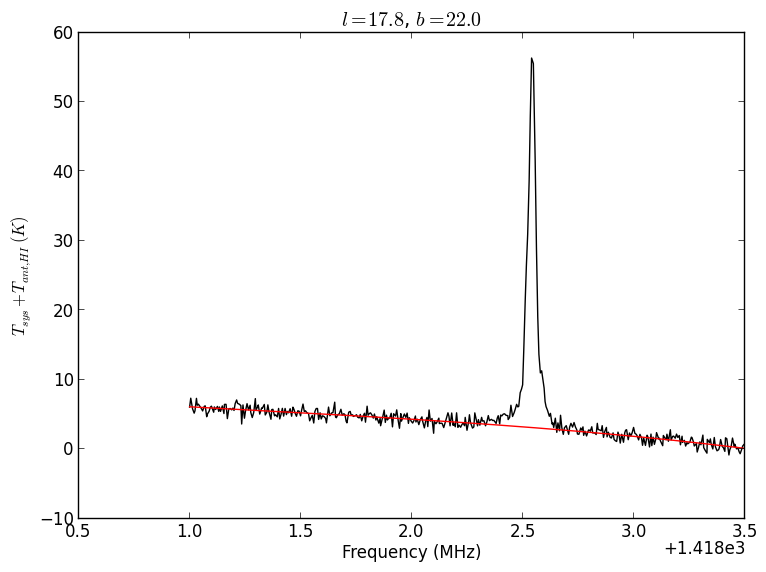 l = 17.8, b = 22.0
60
50
40
30
20
10
0
−10
T_sys + T_ant,HI (K)
0.5 1.0 1.5 2.0 2.5 3.0 3.5
Frequency (MHz)
+1.418e3